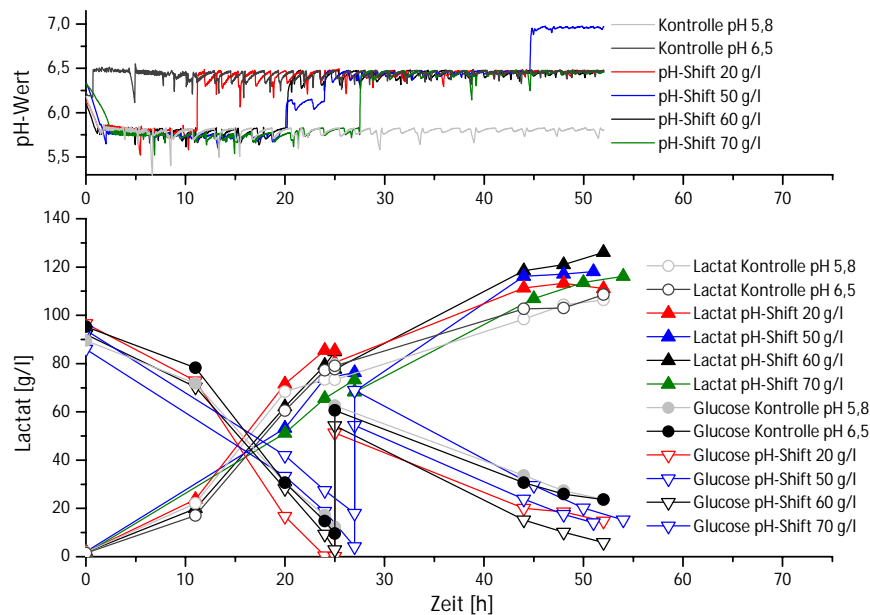 7,0
6,5
6,0
5,5
pH-Wert
0
10
20
30
40
50
60
70
Kontrolle pH 5,8
Kontrolle pH 6,5
pH-Shift 20 g/l
pH-Shift 50 g/l
pH-Shift 60 g/l
pH-Shift 70 g/l
140
120
100
80
60
40
20
0
Lactat [g/l]
Lactat Kontrolle pH 5,8
Lactat Kontrolle pH 6,5
Lactat pH-Shift 20 g/l
Lactat pH-Shift 50 g/l
Lactat pH-Shift 60 g/l
Lactat pH-Shift 70 g/l
Glucose Kontrolle pH 5,8
Glucose Kontrolle pH 6,5
Glucose pH-Shift 20 g/l
Glucose pH-Shift 50 g/l
Glucose pH-Shift 60 g/l
Glucose pH-Shift 70 g/l
0
10
20
30
40
50
60
70
Zeit [h]